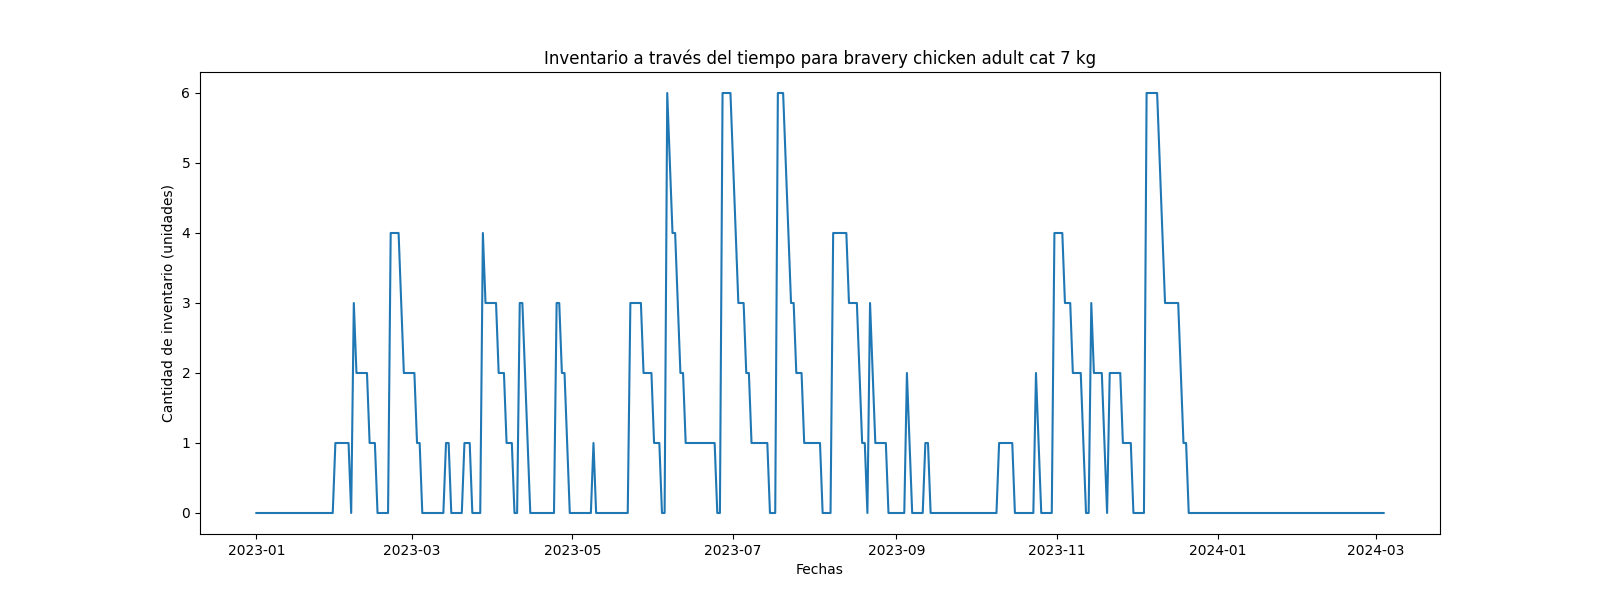 Inventario a través del tiempo para bravery chicken adult cat 7 kg
Cantidad de inventario (unidades)
6
5
4
3
2
1
0
2023-01 2023-03 2023-05 2023-07 2023-09 2023-11 2024-01 2024-03
Fechas